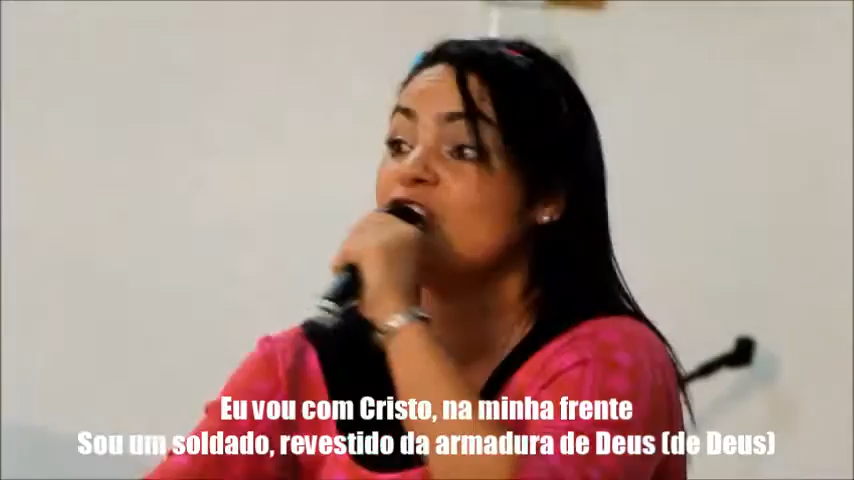 Eu vou com Cristo, na minha frente
Sou um soldado, revestido da armadura de Deus (de Deus)